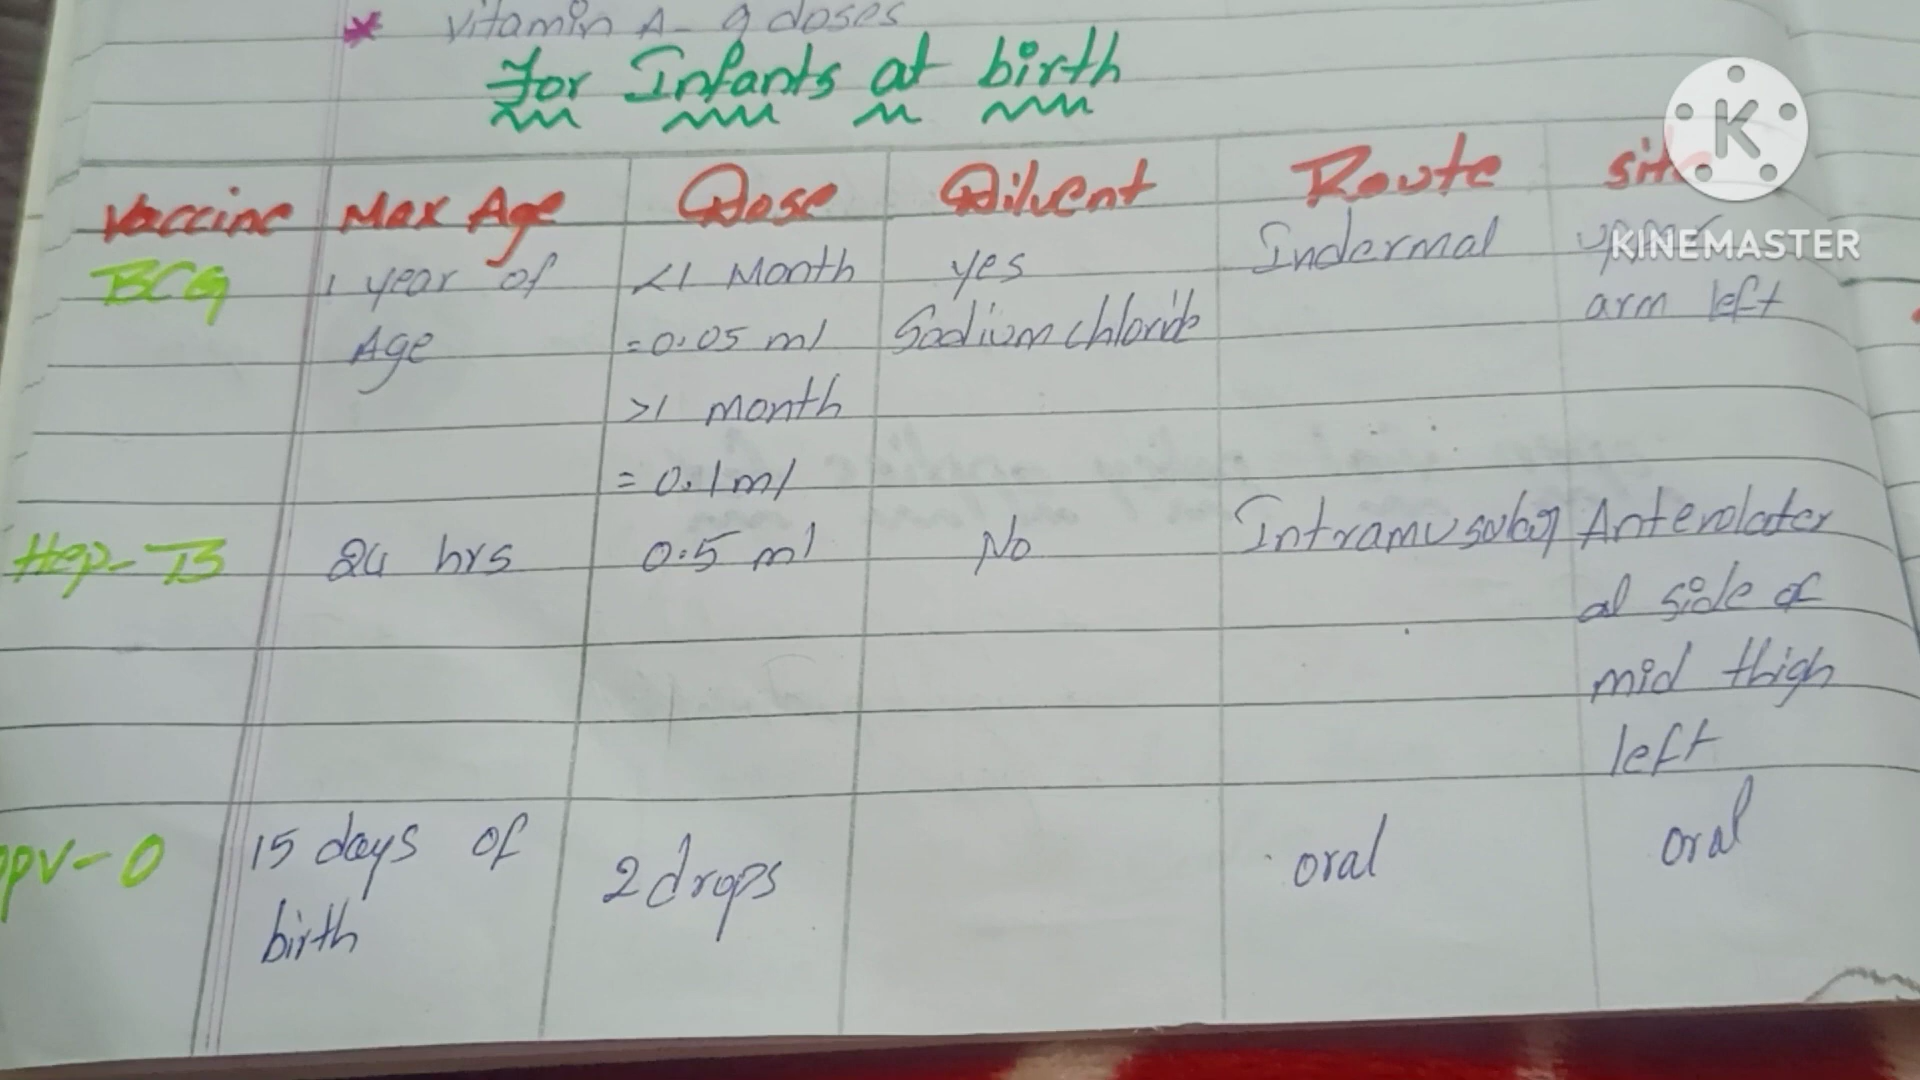 * Vitamin A - 9 doses
For Infants at birth
Vaccine Max Age Dose Diluent Route site
BCG 1 year of <1 Month yes Indermal upper
Age =0.05 ml Sodium chloride arm left
>1 month
= 0.1ml
Hep-B 24 hrs 0.5 ml No Anterolater
al side of
mid thigh
left
OPV-0 15 days of 2 drops oral oral
birth
K
KINEMASTER